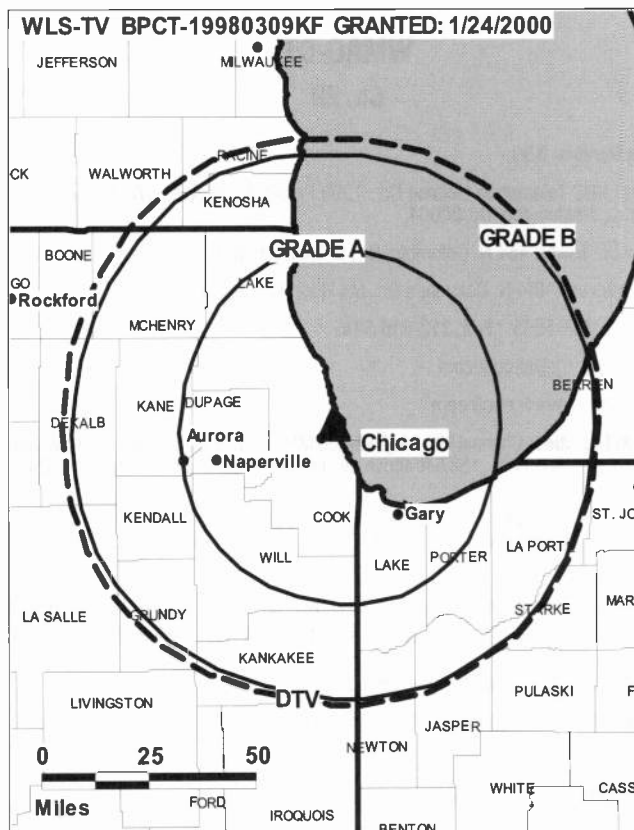 WLS-TV BPCT-19980309KF GRANTED: 1/24/2000
JEFFERSON
MILWAUKEE
CK
WALWORTH
RACINE
KENOSHA
GRADE B
GRADE A
BOONE
LAKE
GO
Rockford
MCHENRY
BERRIEN
KANE
DUPAGE
DEKALB
Aurora
Chicago
Naperville
KENDALL
COOK
Gary
ST. JO
LA PORTE
WILL
LAKE
PORTER
LA SALLE
GRUNDY
STARKE
MAR
KANKAKEE
LIVINGSTON
DTV
PULASKI
F
JASPER
NEWTON
0 25 50
WHITE
CASS
Miles
FORD
IROQUOIS
BENTON